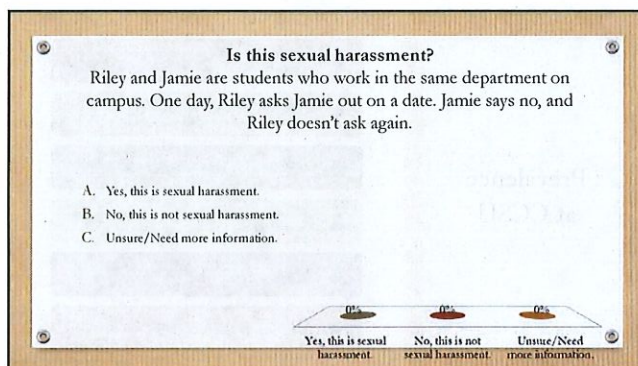 Is this sexual harassment?
Riley and Jamie are students who work in the same department on
campus. One day, Riley asks Jamie out on a date. Jamie says no, and
Riley doesn't ask again.
A. Yes, this is sexual harassment.
B. No, this is not sexual harassment.
C. Unsure/Need more information.
0% 0% 0%
Yes, this is sexual No, this is not Unsure/Need
harassment. sexual harassment. more information.